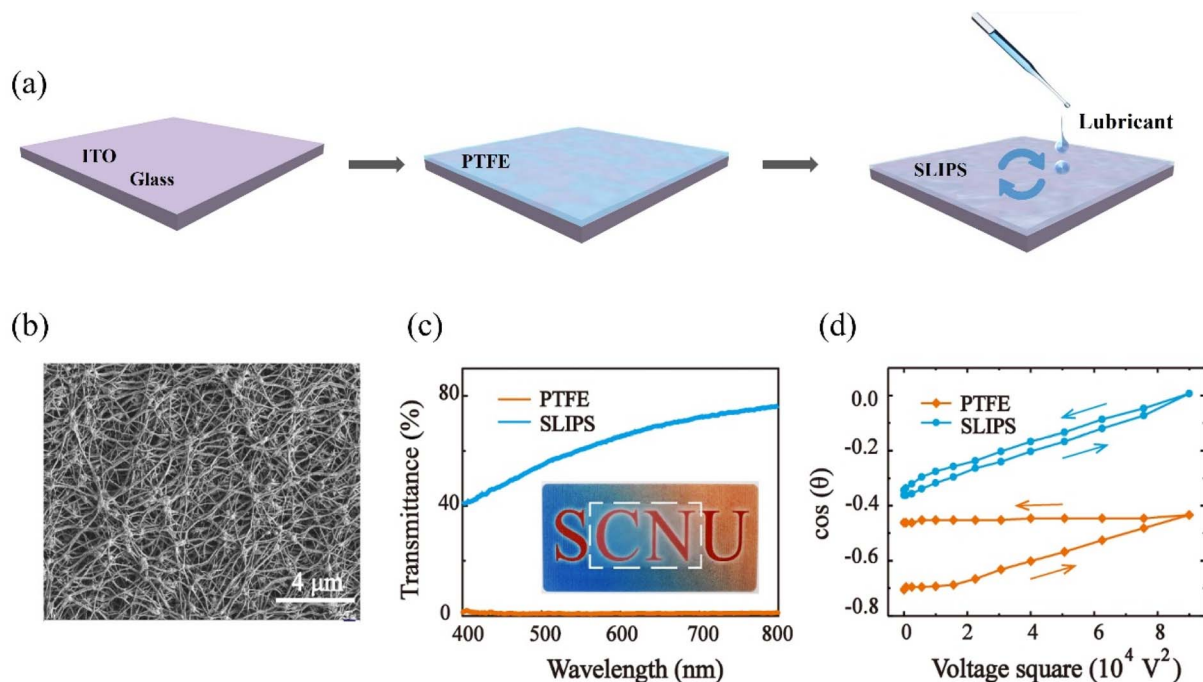 (a)
ITO
Glass
PTFE
Lubricant
SLIPS
(b)
4 μm
(c)
80
40
0
Transmittance (%)
PTFE
SLIPS
SCNU
400 500 600 700 800
Wavelength (nm)
(d)
0.0
-0.2
-0.4
-0.6
-0.8
cos (θ)
PTFE
SLIPS
0 2 4 6 8
Voltage square (10⁴ V²)